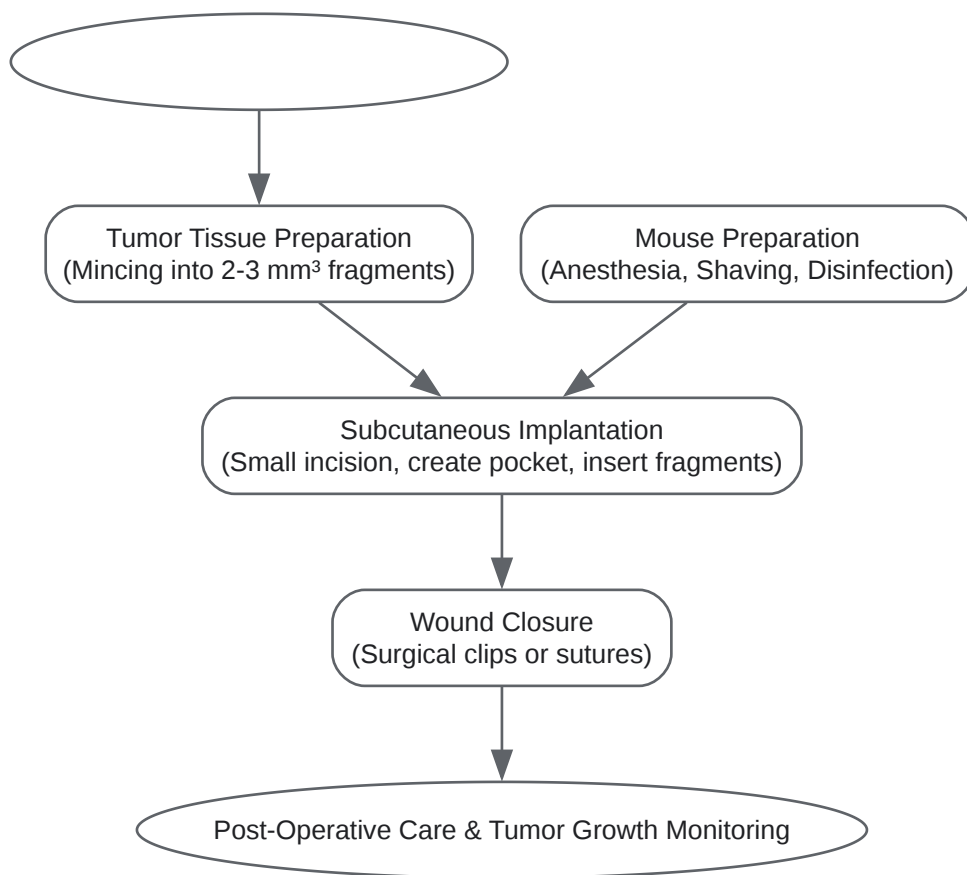 Tumor Tissue Preparation
(Mincing into 2-3 mm³ fragments)
Mouse Preparation
(Anesthesia, Shaving, Disinfection)
Subcutaneous Implantation
(Small incision, create pocket, insert fragments)
Wound Closure
(Surgical clips or sutures)
Post-Operative Care & Tumor Growth Monitoring